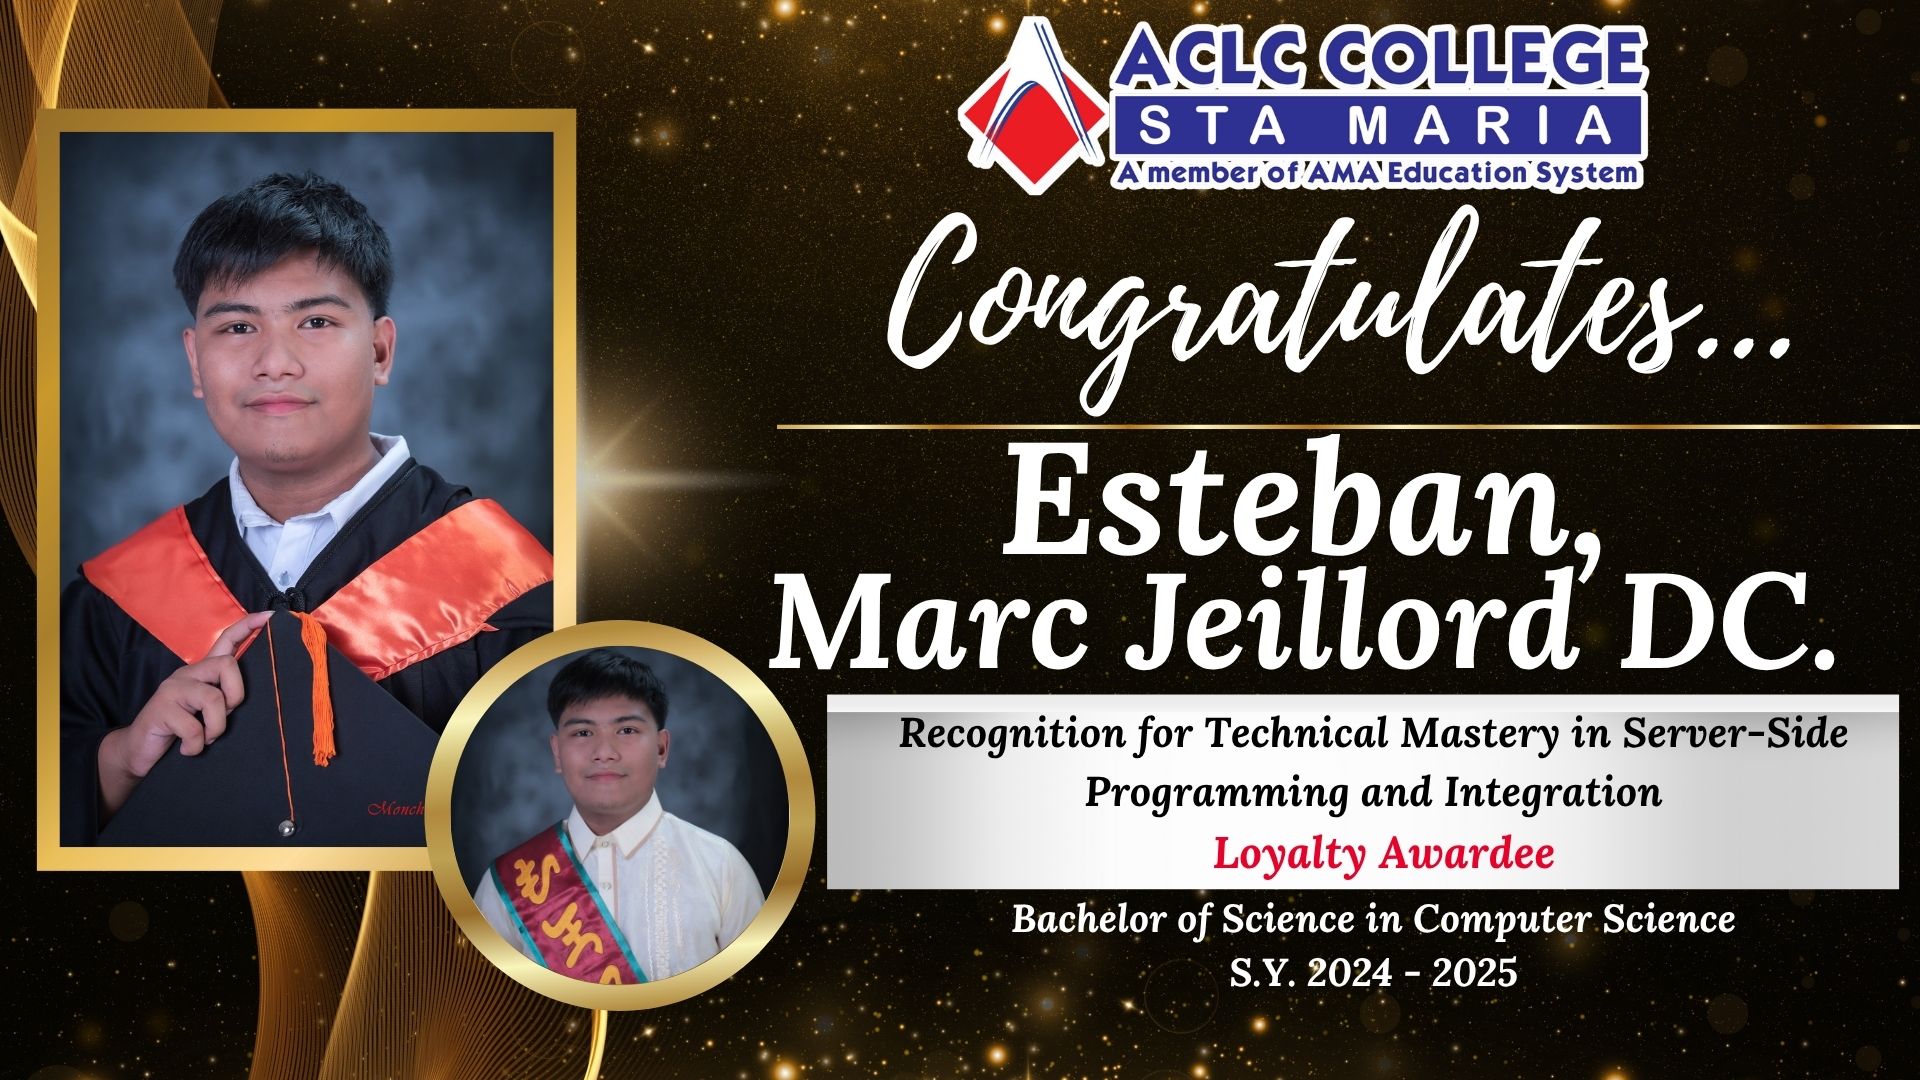 ACLC COLLEGE
STA MARIA
A member of AMA Education System
Congratulates...
Esteban,
Marc Jeillord DC.
Recognition for Technical Mastery in Server-Side
Programming and Integration
Loyalty Awardee
Bachelor of Science in Computer Science
S.Y. 2024 - 2025